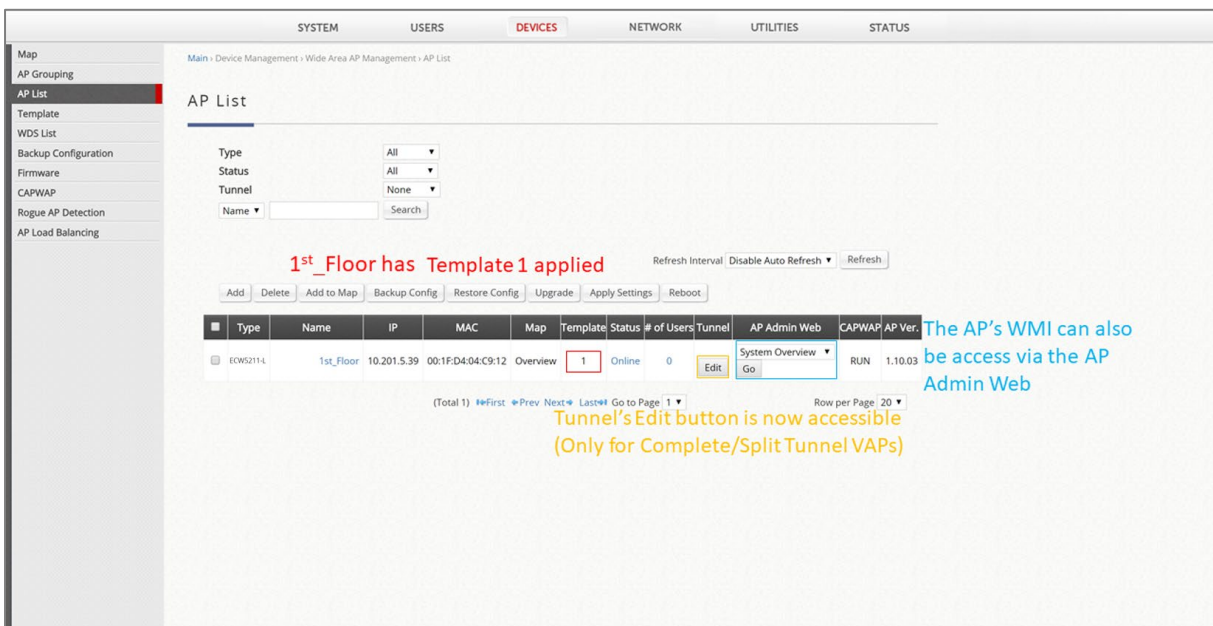 SYSTEM USERS DEVICES NETWORK UTILITIES STATUS
Map
AP Grouping
AP List
Template
WDS List
Backup Configuration
Firmware
CAPWAP
Rogue AP Detection
AP Load Balancing
Main › Device Management › Wide Area AP Management › AP List
AP List
Type All
Status All
Tunnel None
Name Search
1st_Floor has Template 1 applied
Refresh Interval Disable Auto Refresh Refresh
Add Delete Add to Map Backup Config Restore Config Upgrade Apply Settings Reboot
Type Name IP MAC Map Template Status # of Users Tunnel AP Admin Web CAPWAP AP Ver.
ECW5211-L 1st_Floor 10.201.5.39 00:1F:D4:04:C9:12 Overview 1 Online 0 Edit System Overview Go RUN 1.10.03
The AP's WMI can also
be access via the AP
Admin Web
(Total 1) First Prev Next Last Go to Page 1 Row per Page 20
Tunnel's Edit button is now accessible
(Only for Complete/Split Tunnel VAPs)